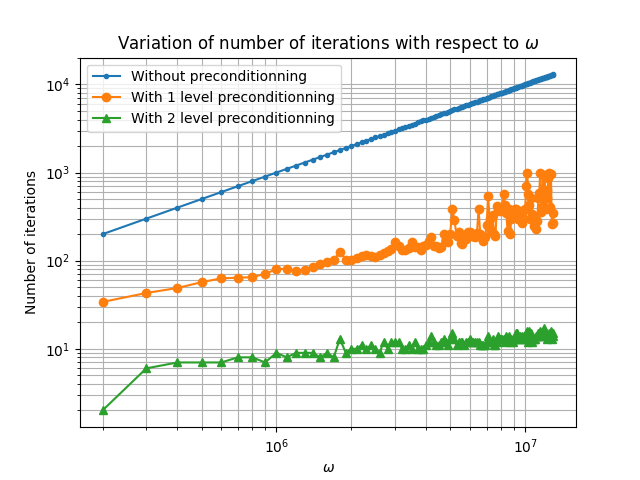 Variation of number of iterations with respect to ω
Number of iterations
10⁴
10³
10²
10¹
Without preconditionning
With 1 level preconditionning
With 2 level preconditionning
10⁶
10⁷
ω